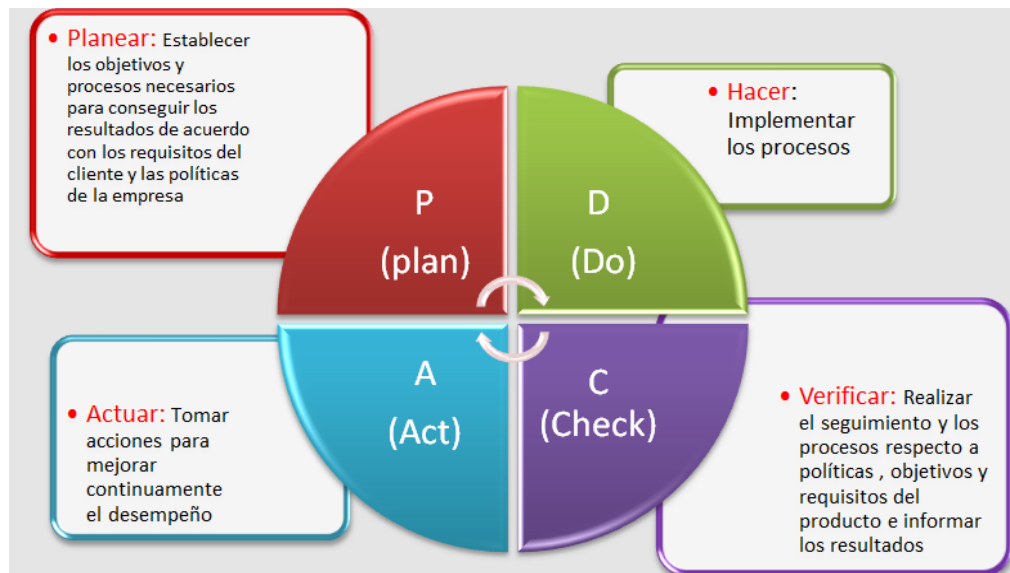 • Planear: Establecer
los objetivos y
procesos necesarios
para conseguir los
resultados de acuerdo
con los requisitos del
cliente y las políticas
de la empresa
• Hacer:
Implementar
los procesos
P
(plan)
D
(Do)
A
(Act)
C
(Check)
• Actuar: Tomar
acciones para
mejorar
continuamente
el desempeño
• Verificar: Realizar
el seguimiento y los
procesos respecto a
políticas , objetivos y
requisitos del
producto e informar
los resultados